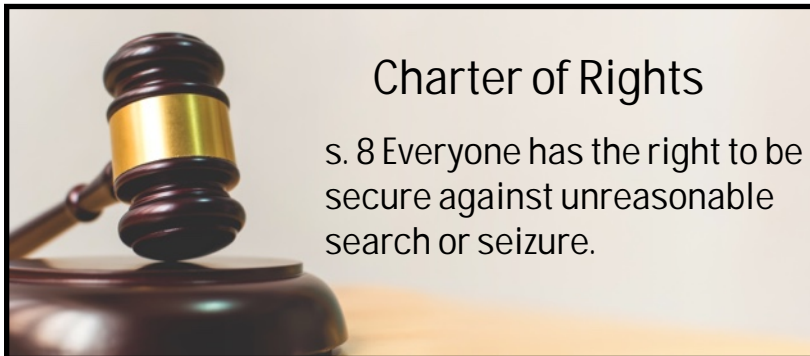 Charter of Rights
s. 8 Everyone has the right to be
secure against unreasonable
search or seizure.